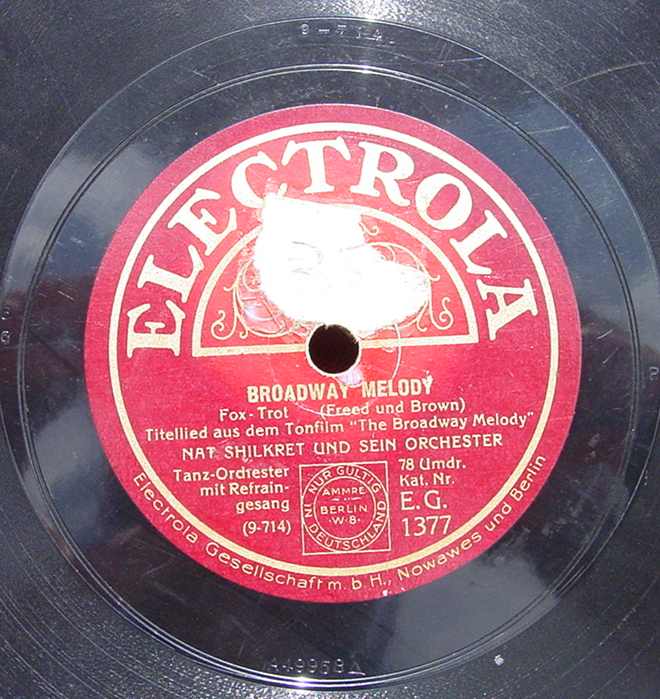 9-714
ELECTROLA
BROADWAY MELODY
Fox-Trot (Freed und Brown)
Titellied aus dem Tonfilm "The Broadway Melody"
NAT SHILKRET UND SEIN ORCHESTER
Tanz-Orchester
mit Refrain-
gesang
(9-714)
NUR GÜLTIG
IN DEUTSCHLAND
AMMRE
BERLIN
W·8·
78 Umdr.
Kat. Nr.
E.G.
1377
Electrola Gesellschaft m. b H., Nowawes und Berlin